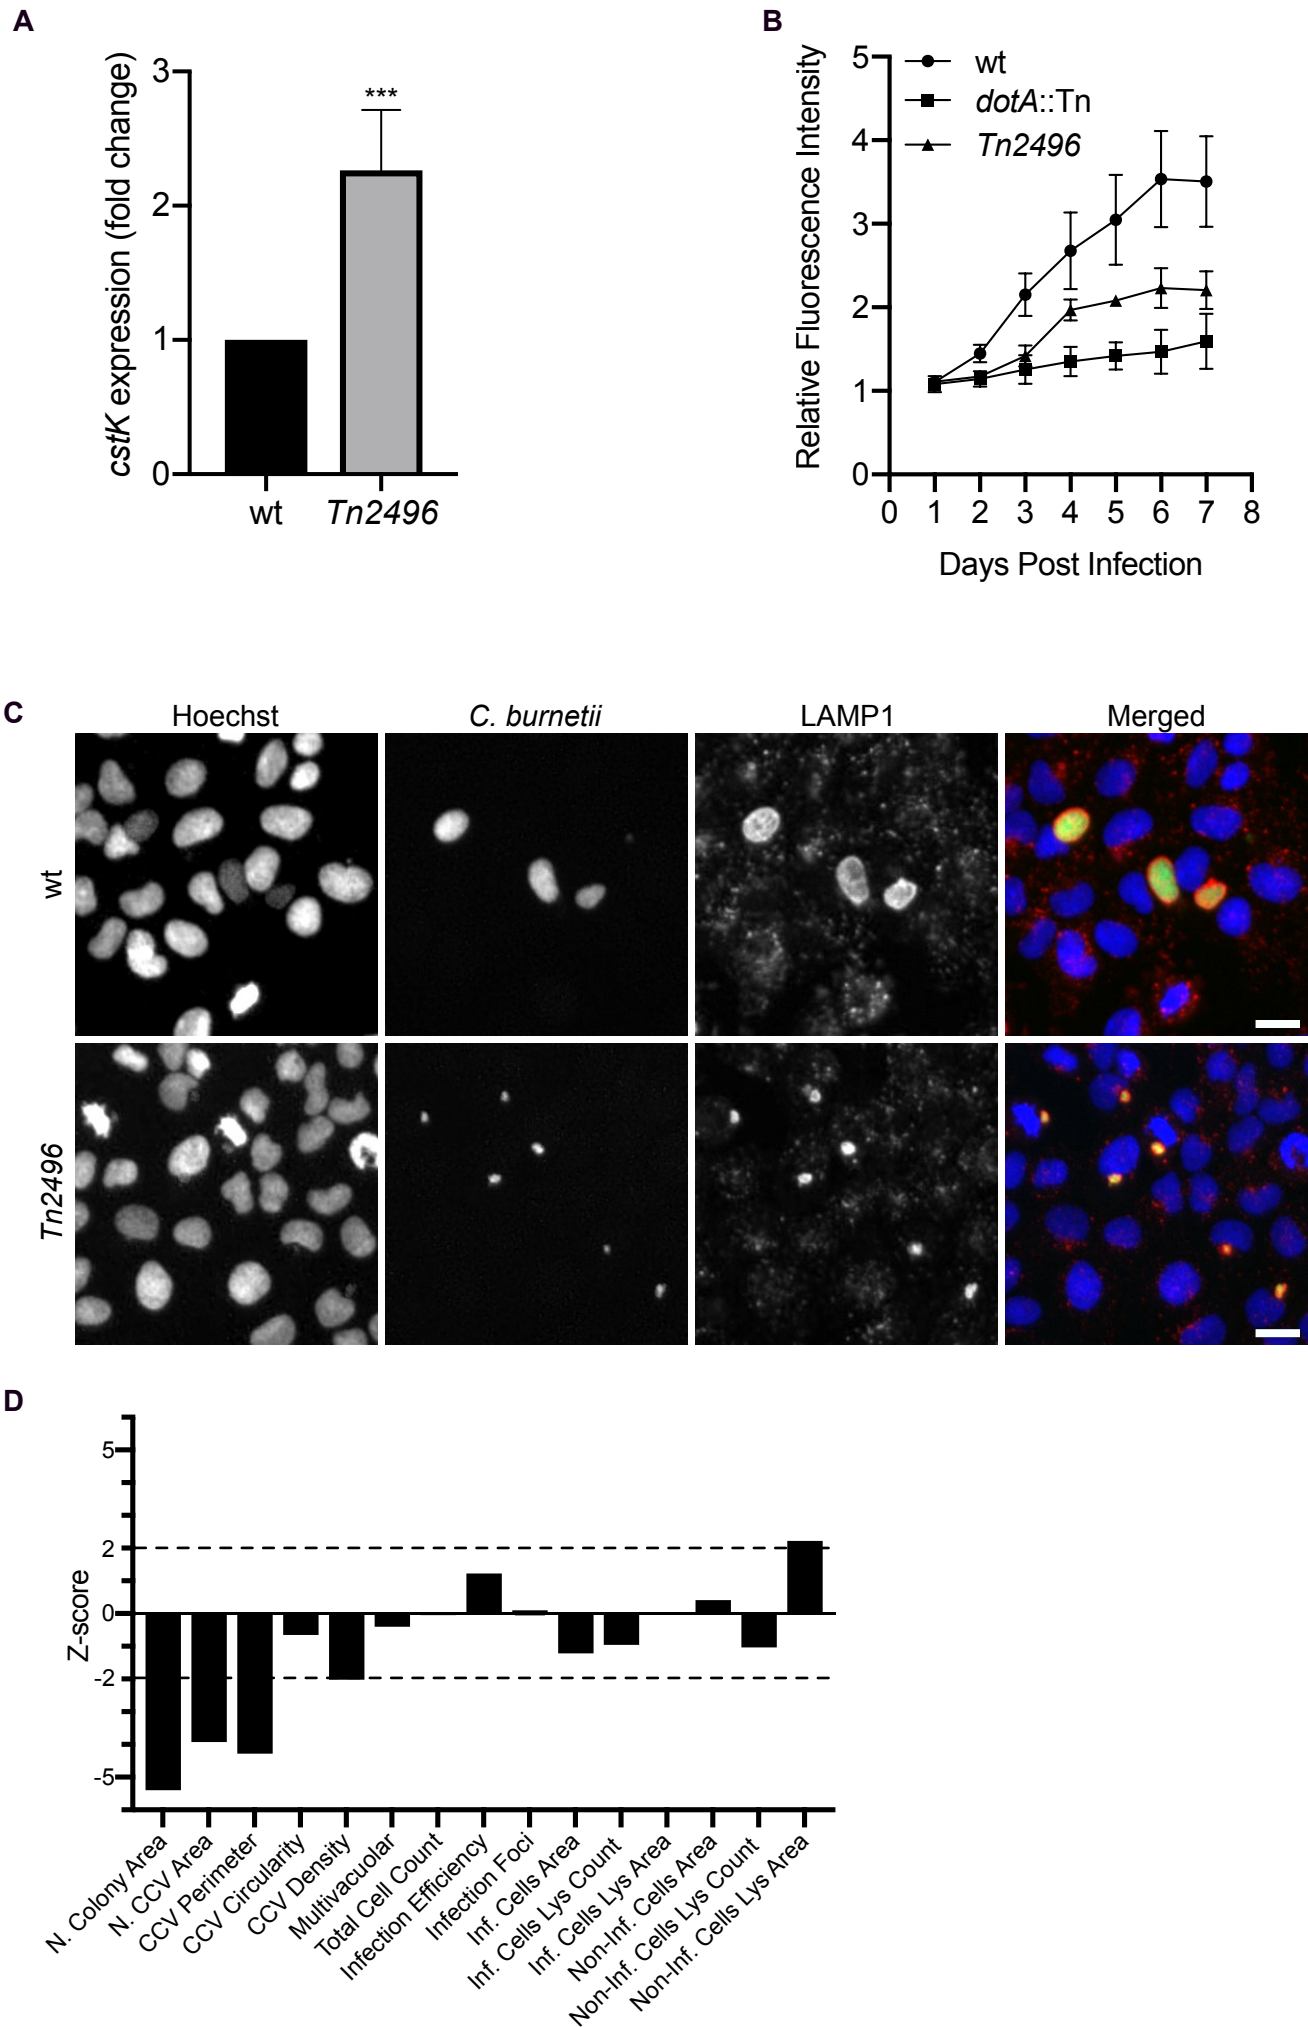 A
cstK expression (fold change)
3
2
1
0
***
wt
Tn2496
B
Relative Fluorescence Intensity
5
4
3
2
1
0
wt
dotA::Tn
Tn2496
0 1 2 3 4 5 6 7 8
Days Post Infection
C
Hoechst
C. burnetii
LAMP1
Merged
wt
Tn2496
D
Z-score
5
2
0
-2
-5
N. Colony Area
N. CCV Area
CCV Perimeter
CCV Circularity
CCV Density
Multivacuolar
Total Cell Count
Infection Efficiency
Infection Foci
Inf. Cells Area
Inf. Cells Lys Count
Inf. Cells Lys Area
Non-Inf. Cells Area
Non-Inf. Cells Lys Count
Non-Inf. Cells Lys Area